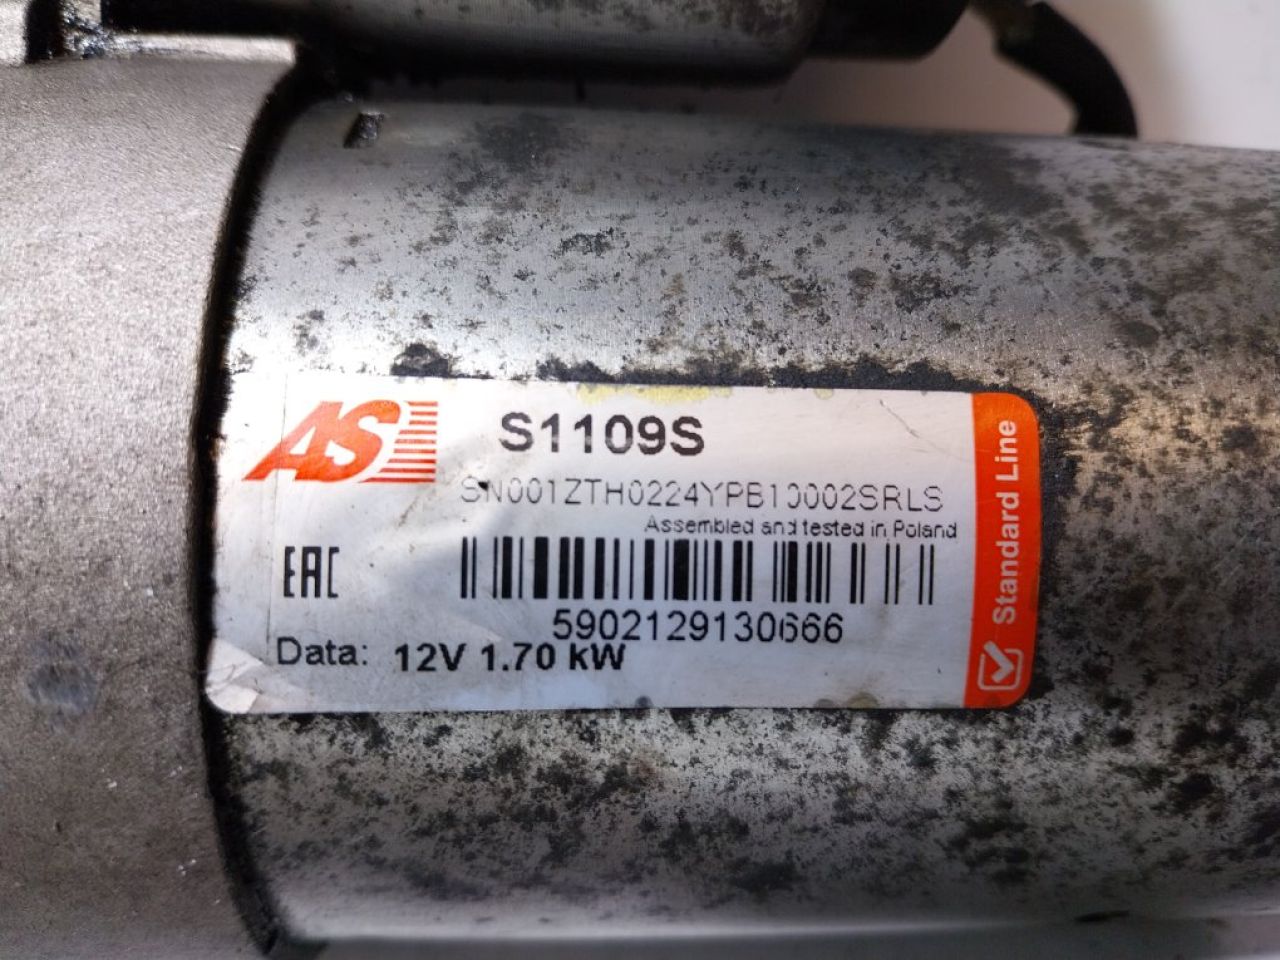 AS
S1109S
SN001ZTH0224YPB10002SRLS
Assembled and tested in Poland
EAC
5902129130666
Data: 12V 1.70 kW
Standard Line